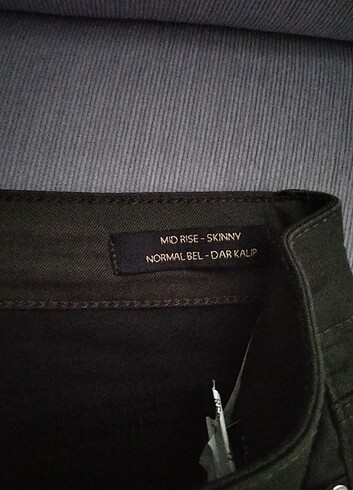 MID RISE - SKINNY
NORMAL BEL - DAR KALIP